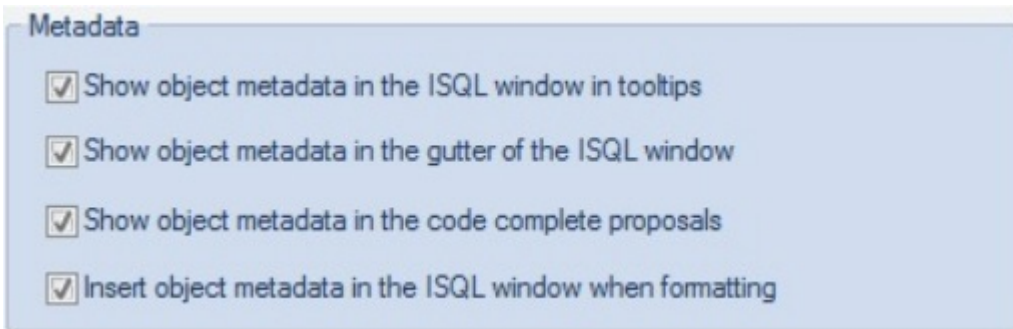 Metadata
Show object metadata in the ISQL window in tooltips
Show object metadata in the gutter of the ISQL window
Show object metadata in the code complete proposals
Insert object metadata in the ISQL window when formatting